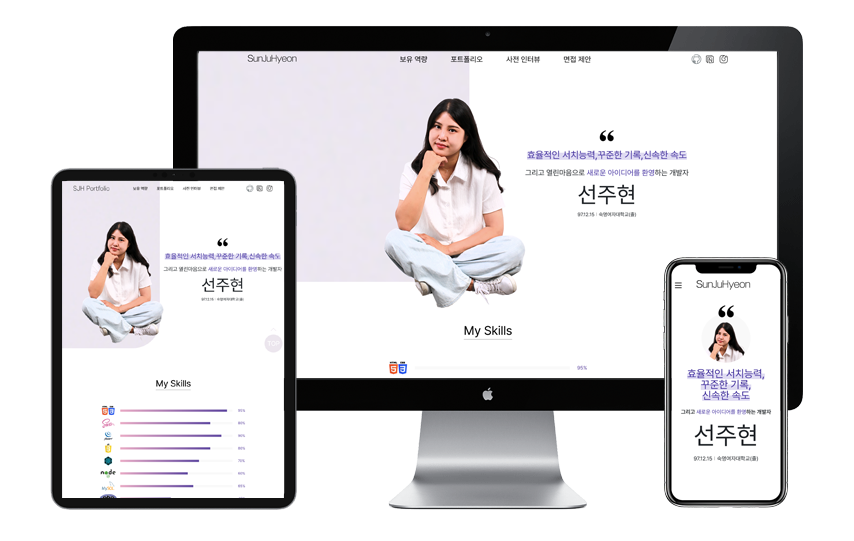 SunJuHyeon
보유 역량 포트폴리오 사전 인터뷰 면접 제안
❝
효율적인 서치능력,꾸준한 기록,신속한 속도
그리고 열린마음으로 새로운 아이디어를 환영하는 개발자
선주현
97.12.15 | 숙명여자대학교(졸)
My Skills
HTML CSS
5 3
95%
SJH Portfolio
보유 역량 포트폴리오 사전 인터뷰 면접 제안
❝
효율적인 서치능력,꾸준한 기록,신속한 속도
그리고 열린마음으로 새로운 아이디어를 환영하는 개발자
선주현
97.12.15 | 숙명여자대학교(졸)
TOP
My Skills
95%
Sass
80%
90%
80%
70%
node
60%
MySQL
65%
SunJuHyeon
❝
효율적인 서치능력,
꾸준한 기록,
신속한 속도
그리고 새로운 아이디어를 환영하는 개발자
선주현
97.12.15 | 숙명여자대학교(졸)